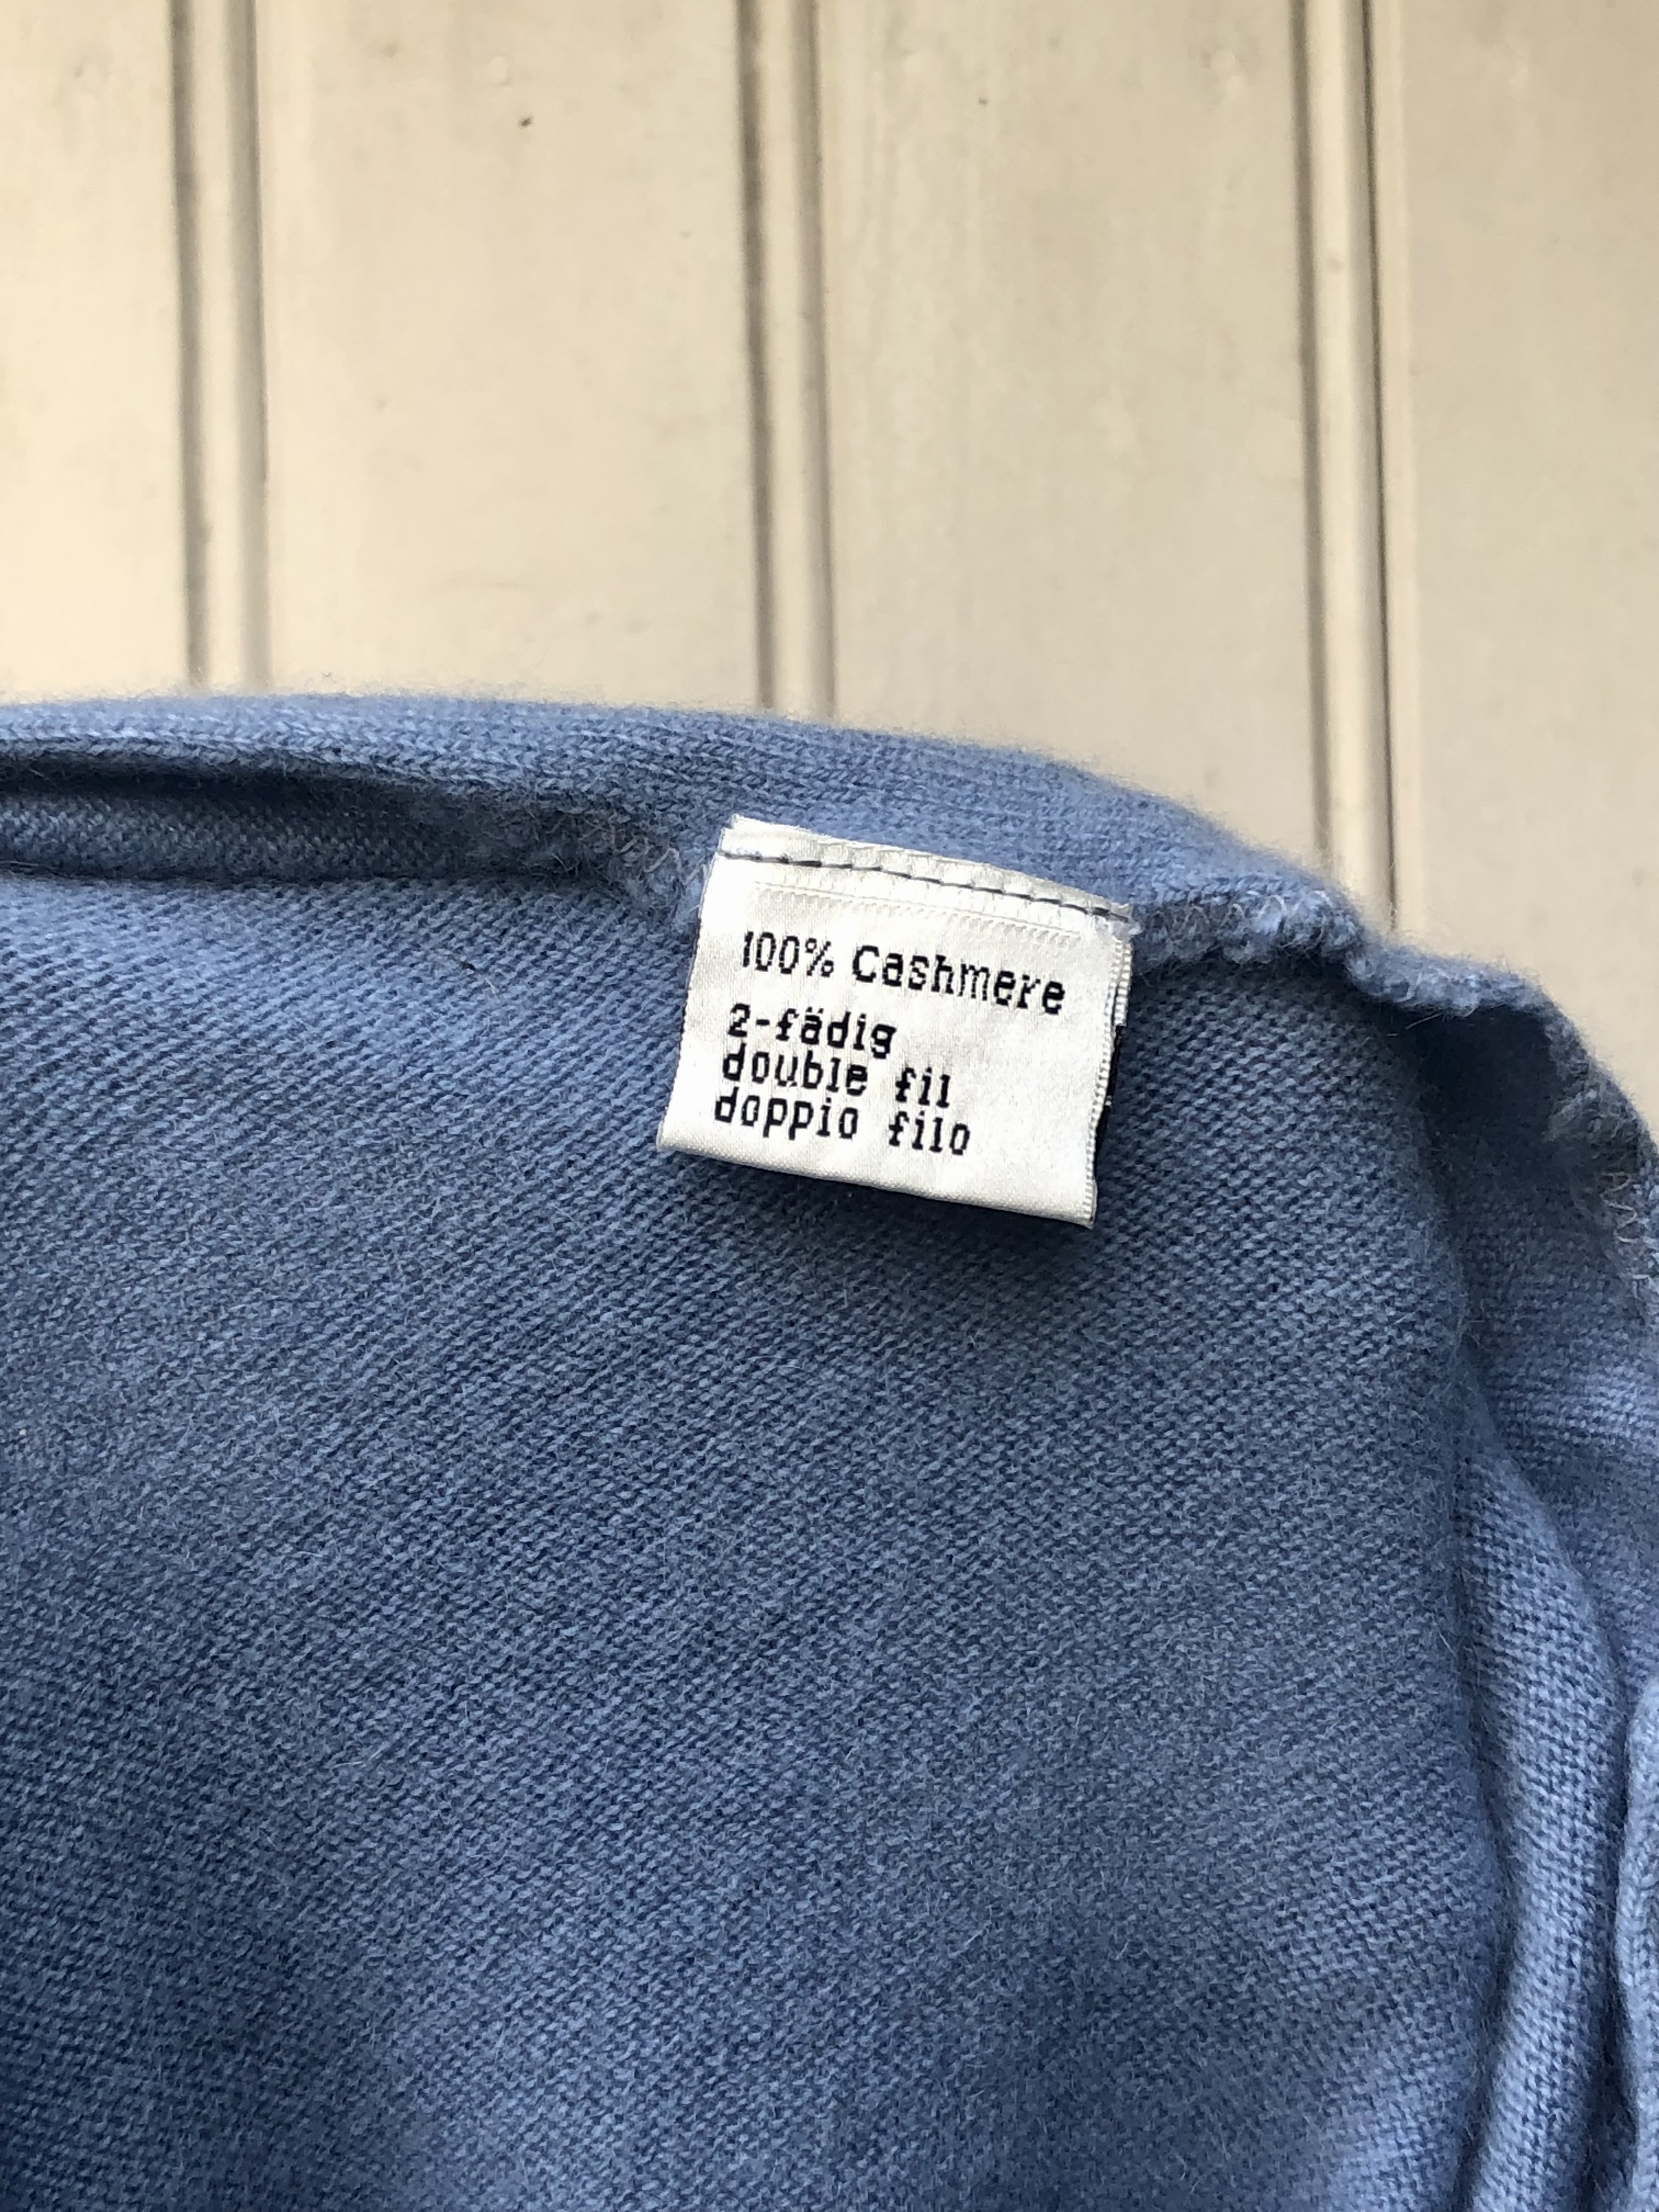 100% Cashmere
2-fädig
double fil
doppio filo